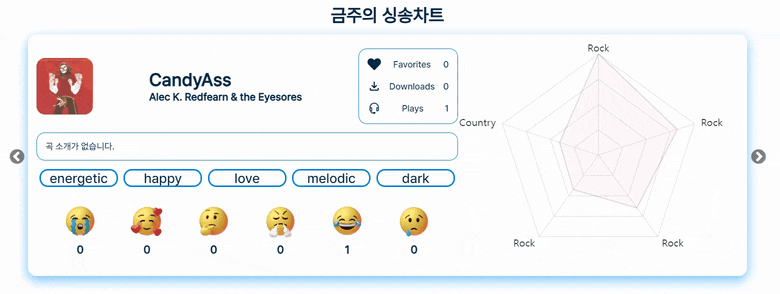 금주의 싱송차트
CandyAss
Alec K. Redfearn & the Eyesores
Favorites 0
Downloads 0
Plays 1
곡 소개가 없습니다.
energetic happy love melodic dark
0 0 0 0 1 0
Rock
Country
Rock
Rock
Rock